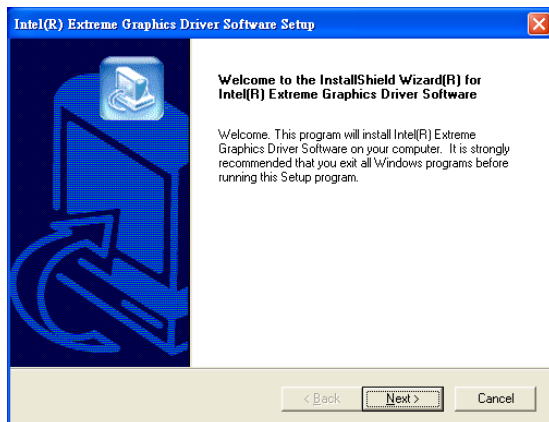 Intel(R) Extreme Graphics Driver Software Setup
Welcome to the InstallShield Wizard(R) for
Intel(R) Extreme Graphics Driver Software
Welcome. This program will install Intel(R) Extreme
Graphics Driver Software on your computer. It is strongly
recommended that you exit all Windows programs before
running this Setup program.
< Back Next > Cancel